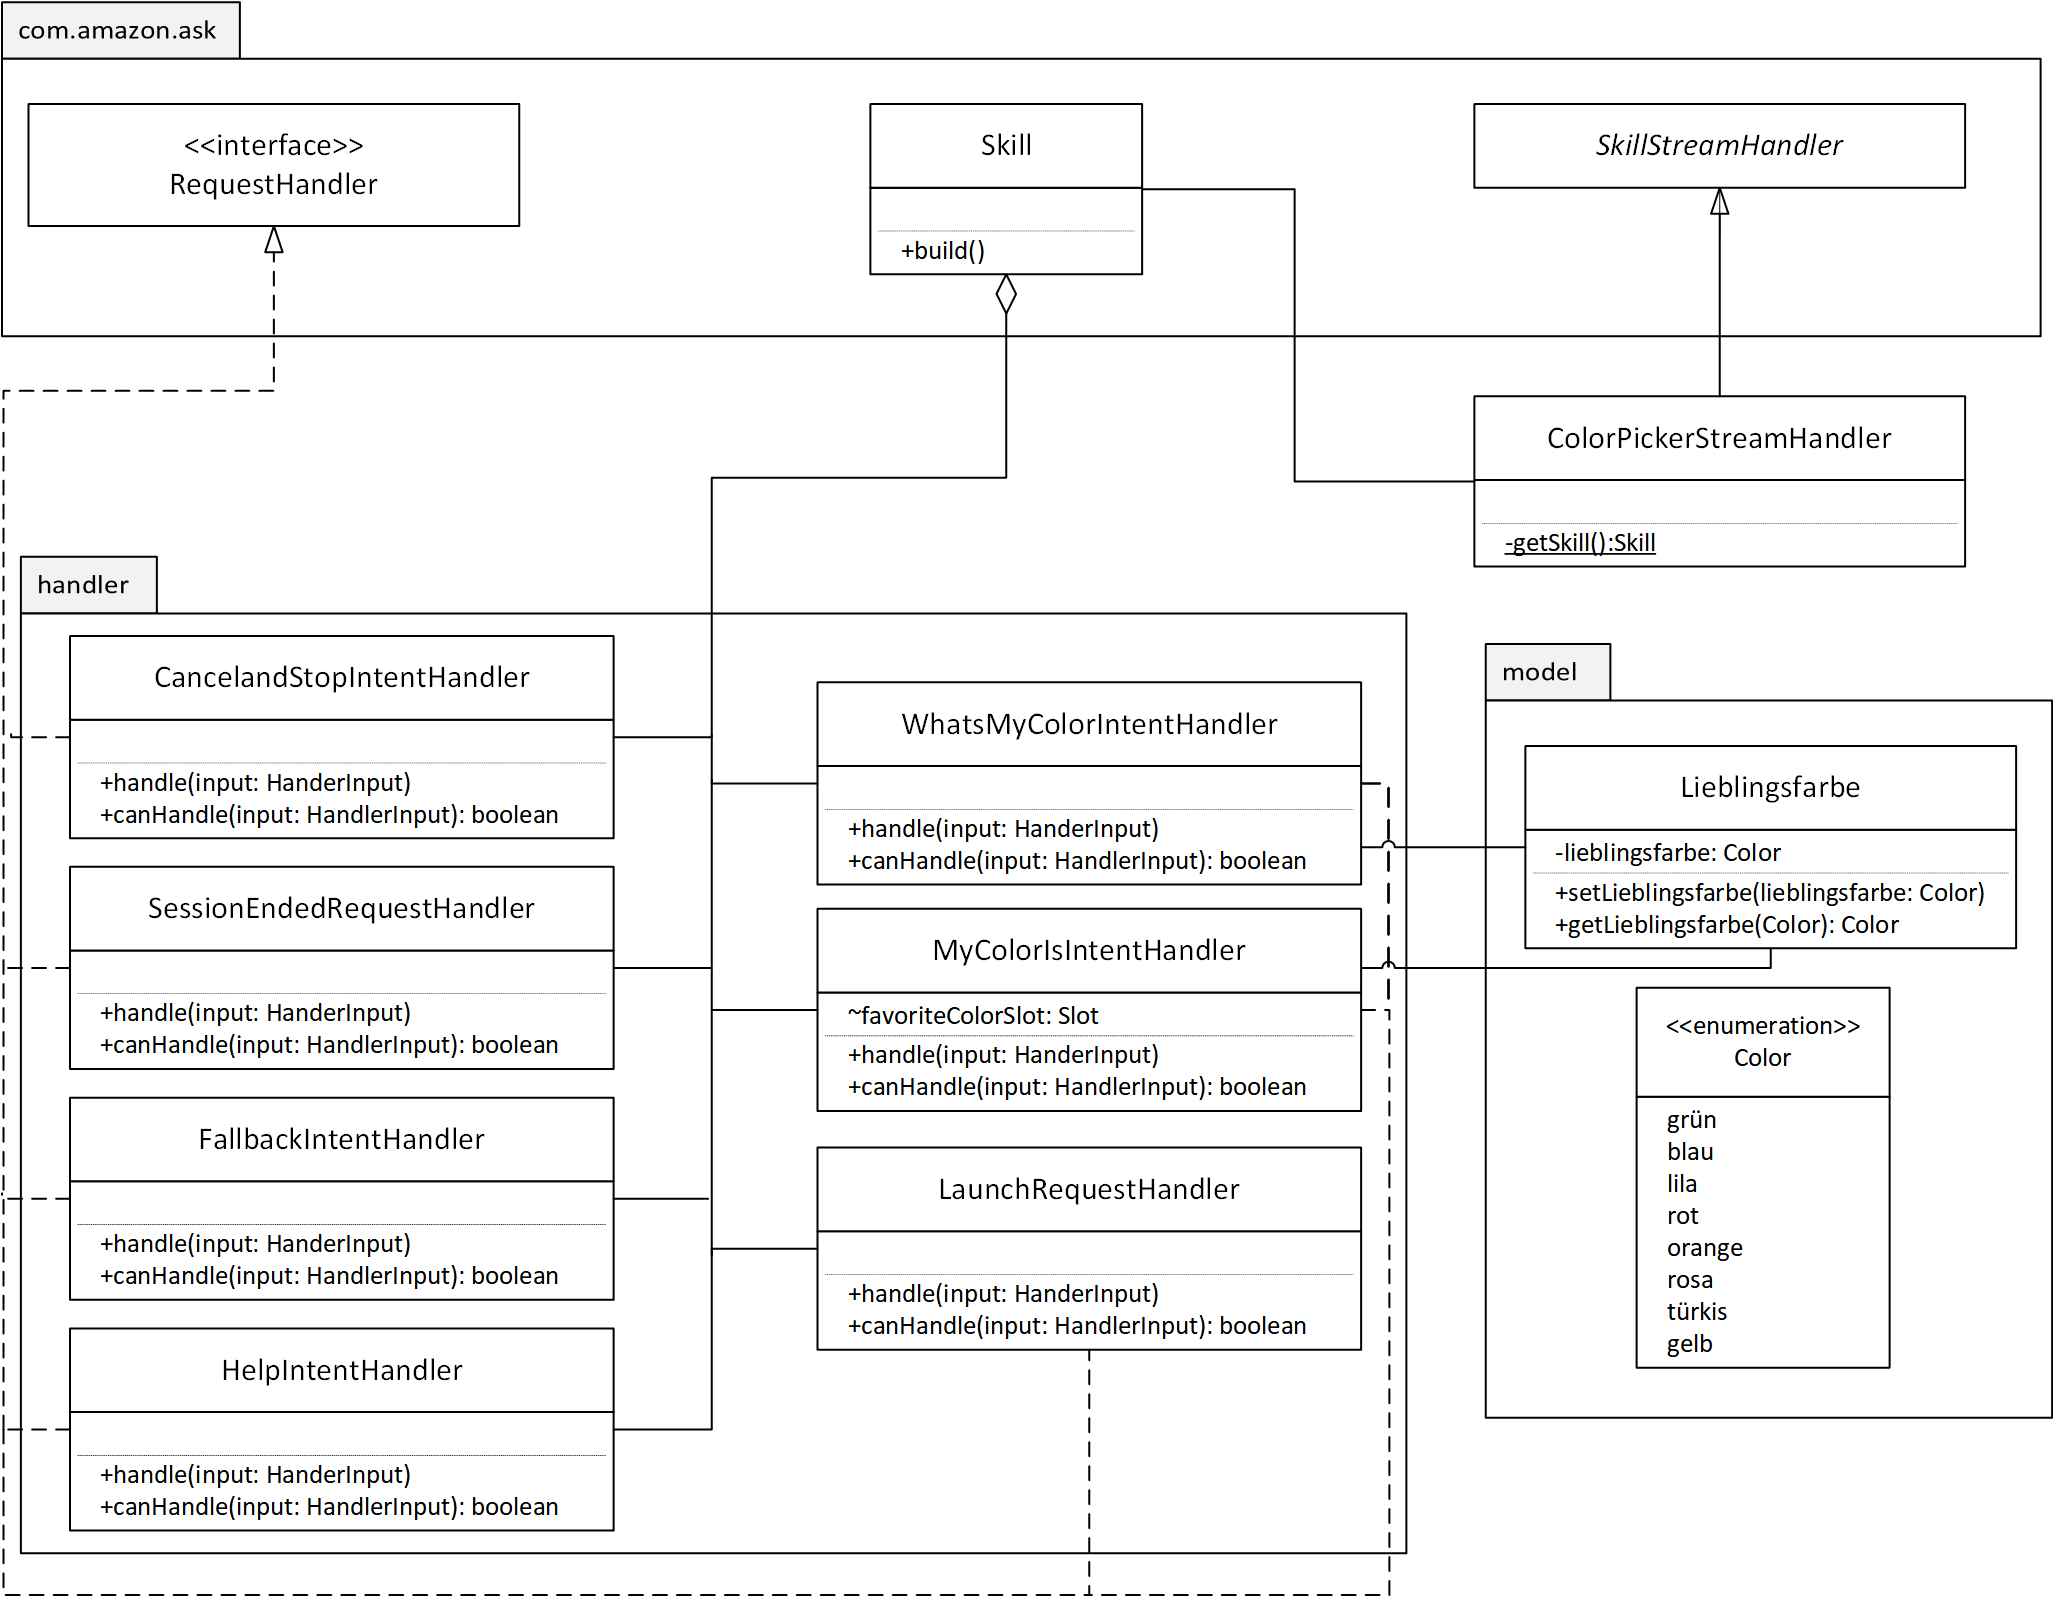 com.amazon.ask
<<interface>>
RequestHandler
Skill
+build()
SkillStreamHandler
ColorPickerStreamHandler
-getSkill():Skill
handler
CancelandStopIntentHandler
+handle(input: HanderInput)
+canHandle(input: HandlerInput): boolean
SessionEndedRequestHandler
+handle(input: HanderInput)
+canHandle(input: HandlerInput): boolean
FallbackIntentHandler
+handle(input: HanderInput)
+canHandle(input: HandlerInput): boolean
HelpIntentHandler
+handle(input: HanderInput)
+canHandle(input: HandlerInput): boolean
WhatsMyColorIntentHandler
+handle(input: HanderInput)
+canHandle(input: HandlerInput): boolean
MyColorIsIntentHandler
~favoriteColorSlot: Slot
+handle(input: HanderInput)
+canHandle(input: HandlerInput): boolean
LaunchRequestHandler
+handle(input: HanderInput)
+canHandle(input: HandlerInput): boolean
model
Lieblingsfarbe
-lieblingsfarbe: Color
+setLieblingsfarbe(lieblingsfarbe: Color)
+getLieblingsfarbe(Color): Color
<<enumeration>>
Color
grün
blau
lila
rot
orange
rosa
türkis
gelb